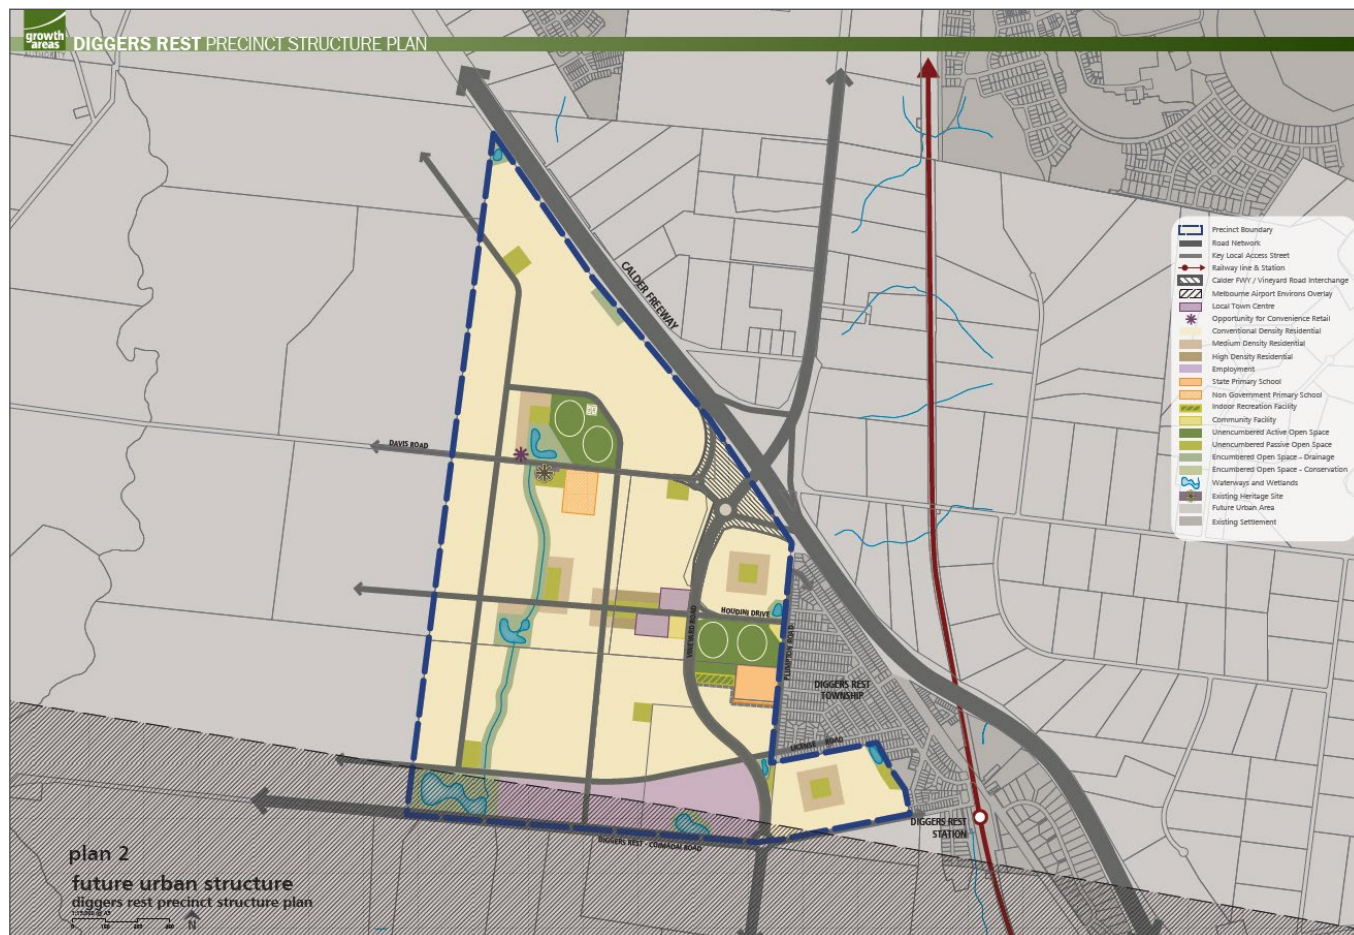 growth
areas
AUTHORITY
DIGGERS REST PRECINCT STRUCTURE PLAN
CALDER FREEWAY
DAVIS ROAD
HOUDINI DRIVE
VINEYARD ROAD
PLUMPTON ROAD
DIGGERS REST
TOWNSHIP
LICENCE ROAD
DIGGERS REST
STATION
DIGGERS REST - COIMADAI ROAD
Precinct Boundary
Road Network
Key Local Access Street
Railway line & Station
Calder FWY / Vineyard Road Interchange
Melbourne Airport Environs Overlay
Local Town Centre
Opportunity for Convenience Retail
Conventional Density Residential
Medium Density Residential
High Density Residential
Employment
State Primary School
Non Government Primary School
Indoor Recreation Facility
Community Facility
Unencumbered Active Open Space
Unencumbered Passive Open Space
Encumbered Open Space - Drainage
Encumbered Open Space - Conservation
Waterways and Wetlands
Existing Heritage Site
Future Urban Area
Existing Settlement
plan 2
future urban structure
diggers rest precinct structure plan
N